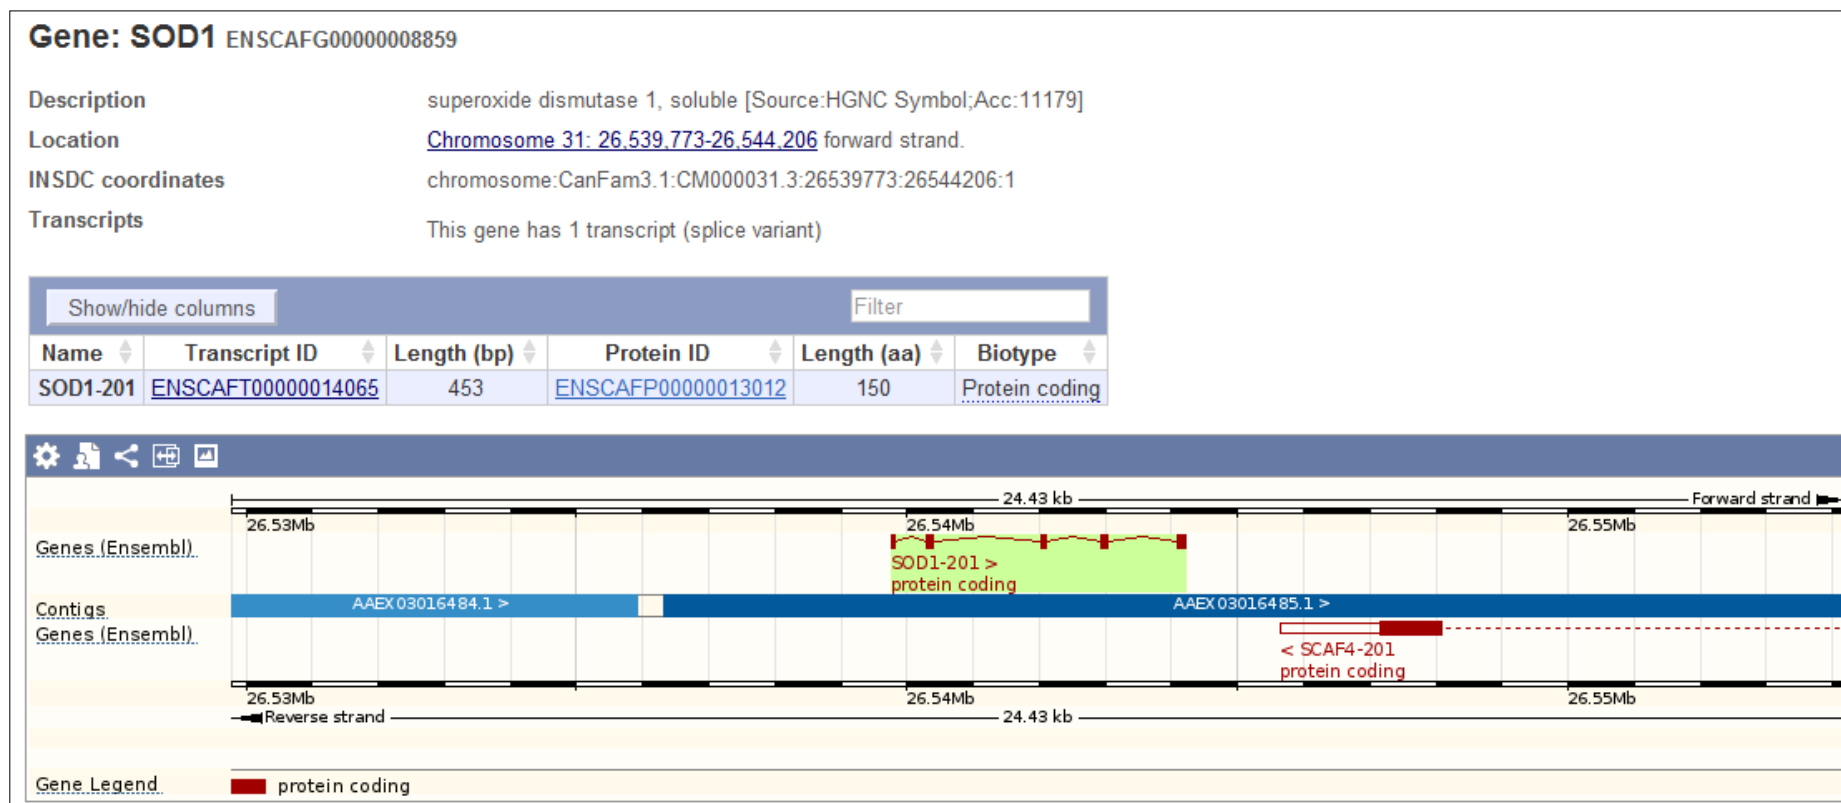 Gene: SOD1 ENSCAFG00000008859
Description superoxide dismutase 1, soluble [Source:HGNC Symbol;Acc:11179]
Location Chromosome 31: 26,539,773-26,544,206 forward strand.
INSDC coordinates chromosome:CanFam3.1:CM000031.3:26539773:26544206:1
Transcripts This gene has 1 transcript (splice variant)
Show/hide columns Filter
Name Transcript ID Length (bp) Protein ID Length (aa) Biotype
SOD1-201 ENSCAFT00000014065 453 ENSCAFP00000013012 150 Protein coding
24.43 kb Forward strand
26.53Mb 26.54Mb 26.55Mb
Genes (Ensembl)
SOD1-201 >
protein coding
Contigs AAEX03016484.1 > AAEX03016485.1 >
Genes (Ensembl)
< SCAF4-201
protein coding
26.53Mb 26.54Mb 26.55Mb
Reverse strand 24.43 kb
Gene Legend protein coding